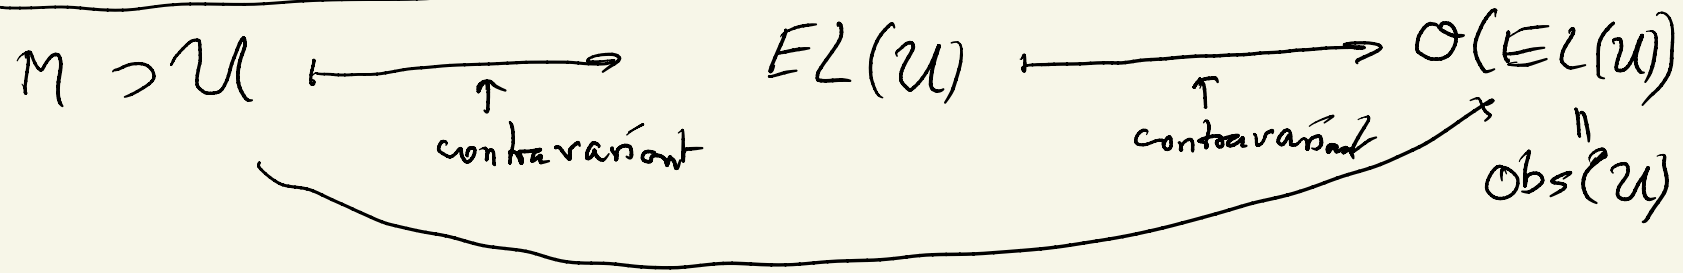 M ⊃ U ↦ EL(U) ↦ O(EL(U))
↑ ↑ ||
contravariant contravariant Obs(U)